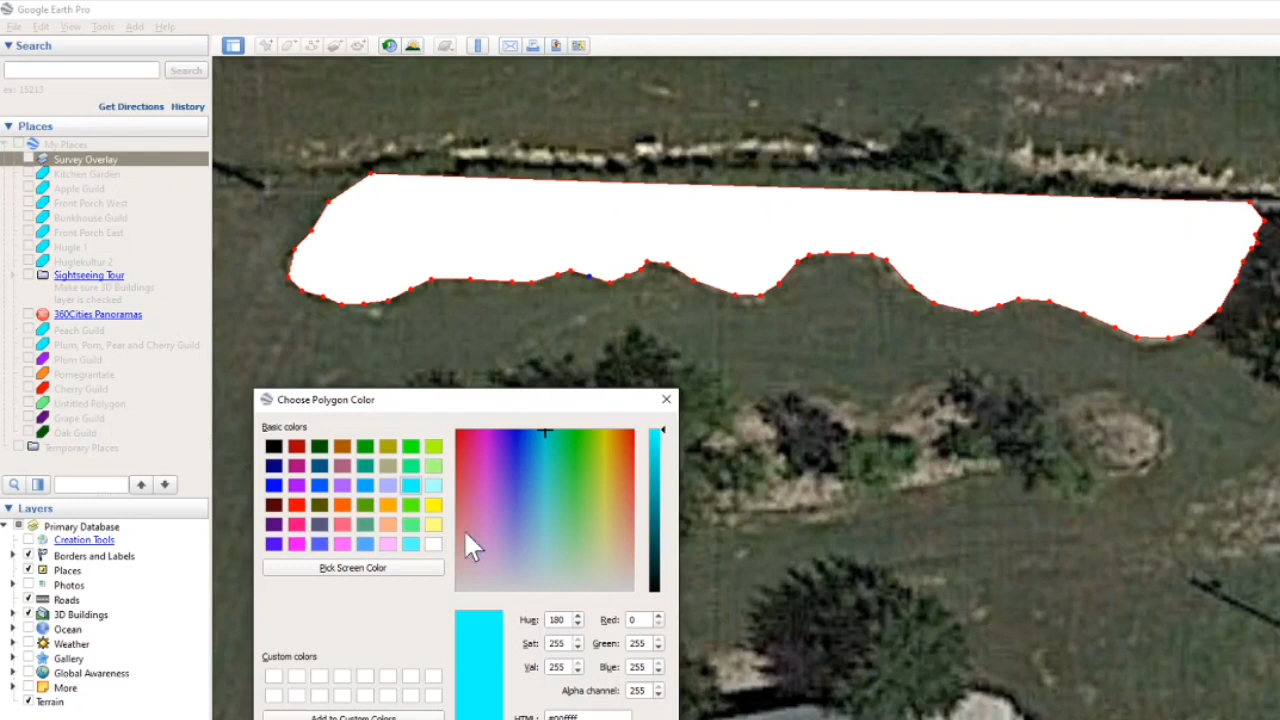 Google Earth Pro
File Edit View Tools Add Help
Search
Search
ex: 15213
Get Directions History
Places
My Places
Survey Overlay
Kitchen Garden
Apple Guild
Front Porch West
Bunkhouse Guild
Front Porch East
Hugle 1
Huglekultur 2
Sightseeing Tour
Make sure 3D Buildings
layer is checked
360Cities Panoramas
Peach Guild
Plum, Pom, Pear and Cherry Guild
Plum Guild
Pomegrantate
Cherry Guild
Untitled Polygon
Grape Guild
Oak Guild
Temporary Places
Layers
Primary Database
Creation Tools
Borders and Labels
Places
Photos
Roads
3D Buildings
Ocean
Weather
Gallery
Global Awareness
More
Terrain
Choose Polygon Color
Basic colors
Pick Screen Color
Custom colors
Add to Custom Colors
Hue: 180 Red: 0
Sat: 255 Green: 255
Val: 255 Blue: 255
Alpha channel: 255
HTML: #00ffff